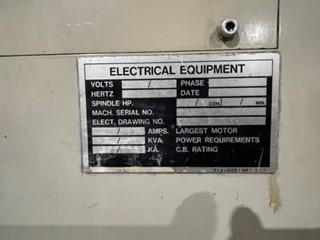 ELECTRICAL EQUIPMENT
VOLTS / PHASE
HERTZ / DATE
SPINDLE HP. / CON. / MIN.
MACH. SERIAL NO.
ELECT. DRAWING NO.
/ AMPS. LARGEST MOTOR
/ KVA. POWER REQUIREMENTS
/ KA. C.B. RATING